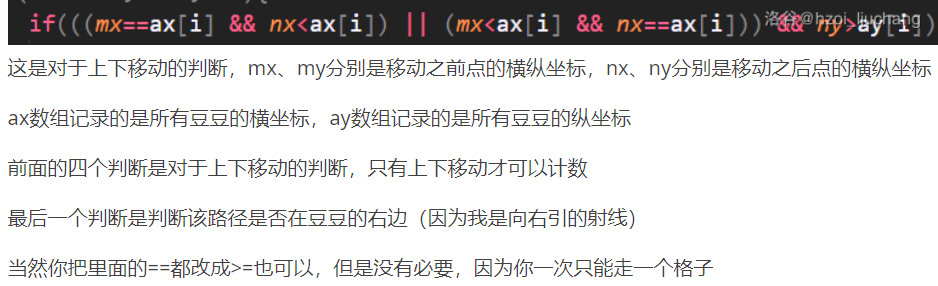 if(((mx==ax[i] && nx<ax[i]) || (mx<ax[i] && nx==ax[i])) && ny>ay[i])
洛谷@hzoi_liuchang
这是对于上下移动的判断，mx、my分别是移动之前点的横纵坐标，nx、ny分别是移动之后点的横纵坐标
ax数组记录的是所有豆豆的横坐标，ay数组记录的是所有豆豆的纵坐标
前面的四个判断是对于上下移动的判断，只有上下移动才可以计数
最后一个判断是判断该路径是否在豆豆的右边（因为我是向右引的射线）
当然你把里面的==都改成>=也可以，但是没有必要，因为你一次只能走一个格子